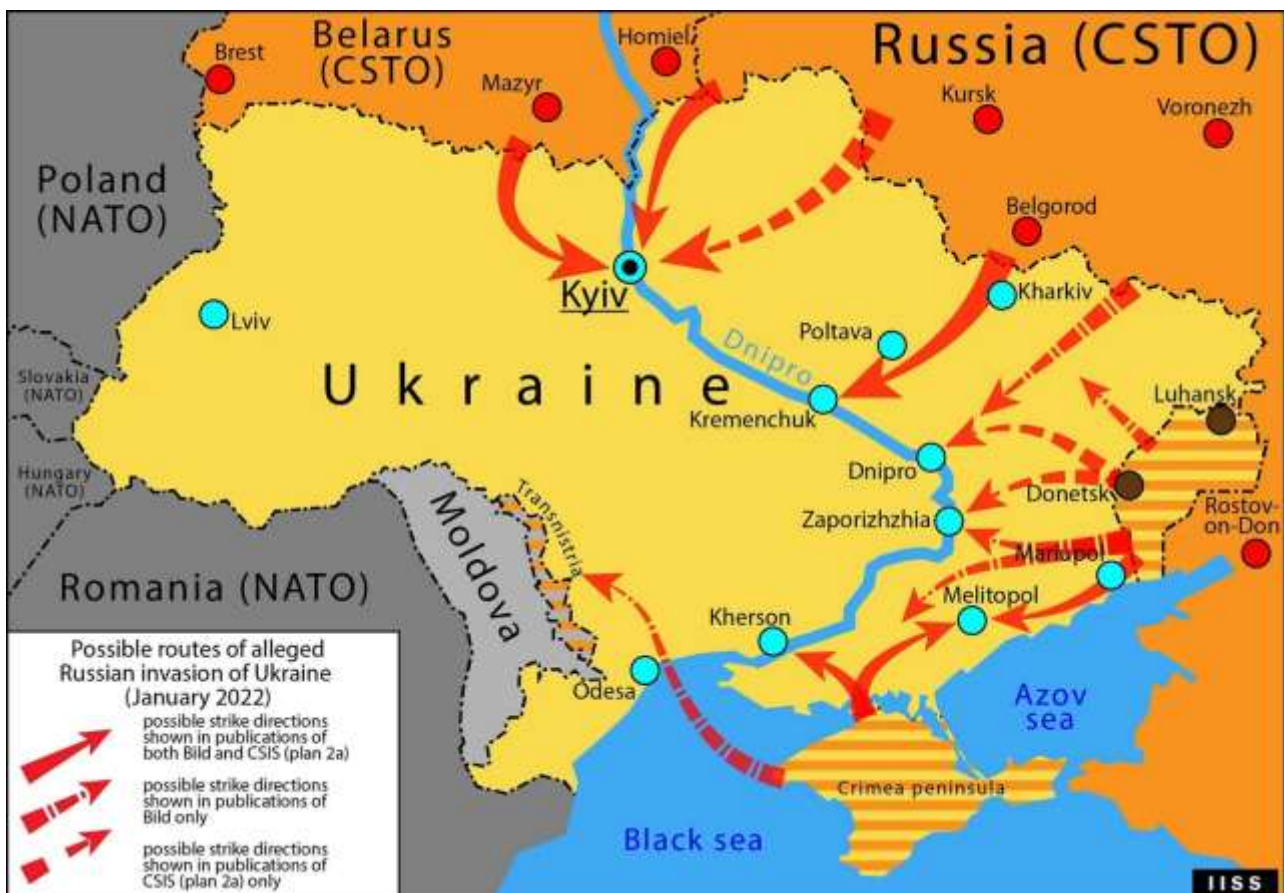 Belarus
(CSTO)
Brest
Mazyr
Homiel
Russia (CSTO)
Kursk
Voronezh
Belgorod
Poland
(NATO)
Kyiv
Lviv
Kharkiv
Poltava
Dnipro
Ukraine
Kremenchuk
Slovakia
(NATO)
Hungary
(NATO)
Luhansk
Dnipro
Donetsk
Zaporizhzhia
Rostov-
on-Don
Mariupol
Moldova
Transnistria
Romania (NATO)
Melitopol
Kherson
Odesa
Azov
sea
Crimea peninsula
Black sea
Possible routes of alleged
Russian invasion of Ukraine
(January 2022)
possible strike directions
shown in publications of
both Bild and CSIS (plan 2a)
possible strike directions
shown in publications of
Bild only
possible strike directions
shown in publications of
CSIS (plan 2a) only
IISS